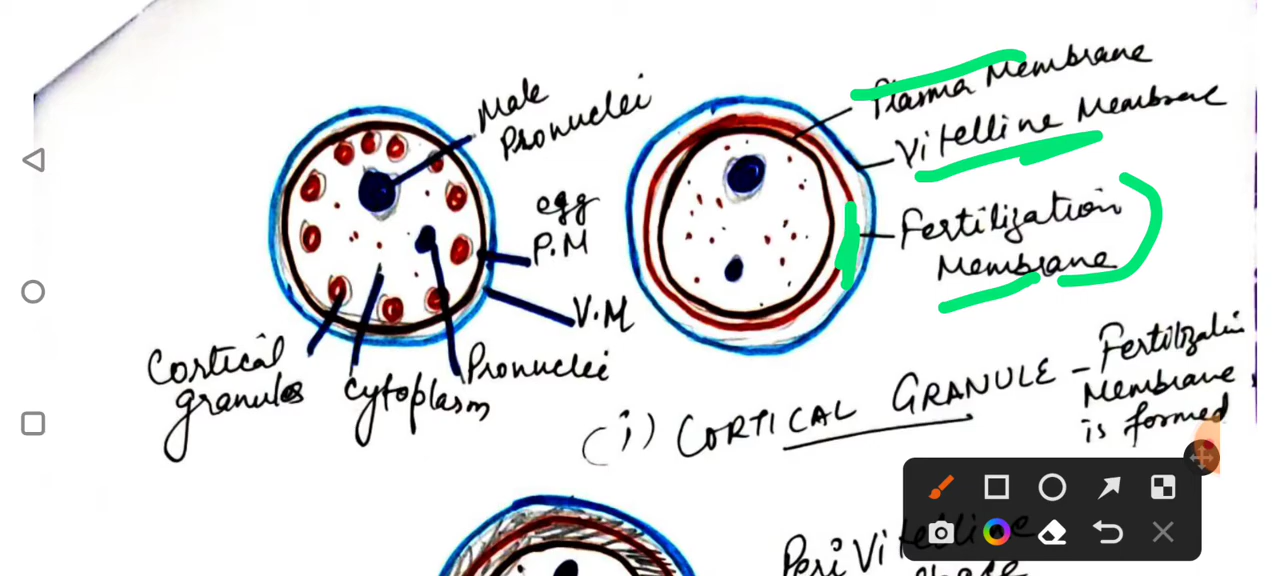 Male
Pronuclei
egg
P.M
V.M
Pronuclei
Cytoplasm
Cortical
granules
Plasma Membrane
Vitelline Membrane
Fertilization
Membrane
(i) CORTICAL GRANULE – Fertilization
Membrane
is formed
Peri Vitelline